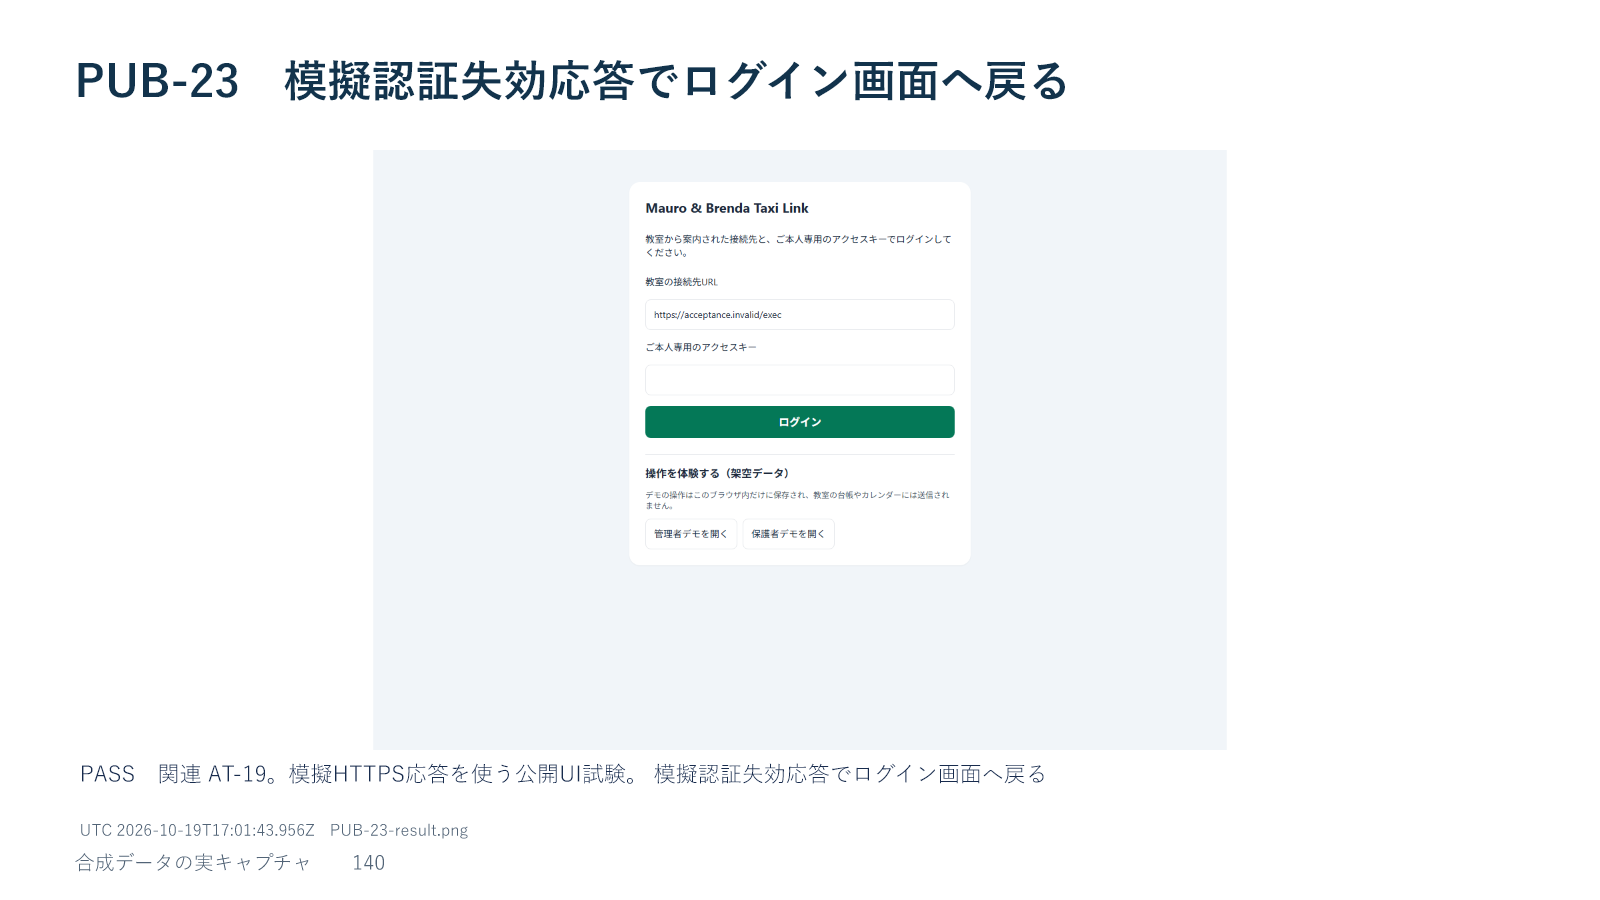 PUB-23　模擬認証失効応答でログイン画面へ戻る
Mauro & Brenda Taxi Link
教室から案内された接続先と、ご本人専用のアクセスキーでログインして
ください。
教室の接続先URL
https://acceptance.invalid/exec
ご本人専用のアクセスキー
ログイン
操作を体験する（架空データ）
デモの操作はこのブラウザ内だけに保存され、教室の台帳やカレンダーには送信され
ません。
管理者デモを開く 保護者デモを開く
PASS　関連 AT-19。模擬HTTPS応答を使う公開UI試験。 模擬認証失効応答でログイン画面へ戻る
UTC 2026-10-19T17:01:43.956Z　PUB-23-result.png
合成データの実キャプチャ　　140